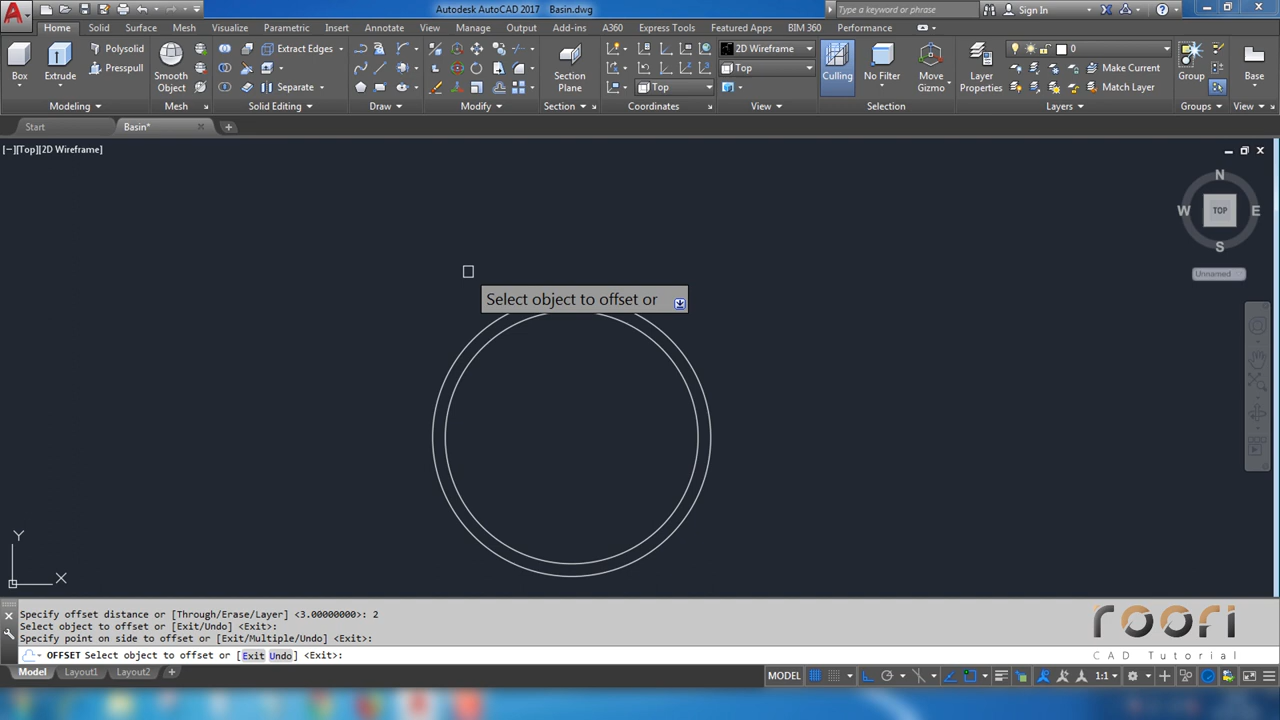 Autodesk AutoCAD 2017 Basin.dwg
Type a keyword or phrase
Sign In
Home Solid Surface Mesh Visualize Parametric Insert Annotate View Manage Output Add-ins A360 Express Tools Featured Apps BIM 360 Performance
Box
Extrude
Polysolid
Presspull
Smooth
Object
Extrude Edges
Separate
Section
Plane
2D Wireframe
Top
Top
Culling
No Filter
Move
Gizmo
Layer
Properties
0
Make Current
Match Layer
Group
Base
Modeling
Mesh
Solid Editing
Draw
Modify
Section
Coordinates
View
Selection
Layers
Groups
View
Start
Basin*
[−][Top][2D Wireframe]
N
W
TOP
E
S
Unnamed
Select object to offset or
Y
X
Specify offset distance or [Through/Erase/Layer] <3.00000000>: 2
Select object to offset or [Exit/Undo] <Exit>:
Specify point on side to offset or [Exit/Multiple/Undo] <Exit>:
OFFSET Select object to offset or [Exit Undo] <Exit>:
roori
CAD Tutorial
Model Layout1 Layout2
MODEL
1:1